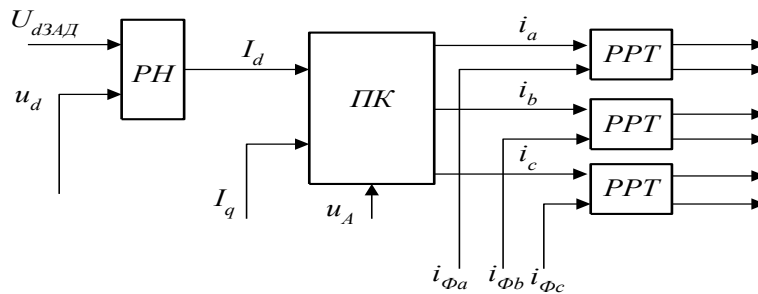 U_dЗАД
u_d
РН
I_d
I_q
ПК
u_A
i_a
i_b
i_c
РРТ
РРТ
РРТ
i_Фa
i_Фb
i_Фc